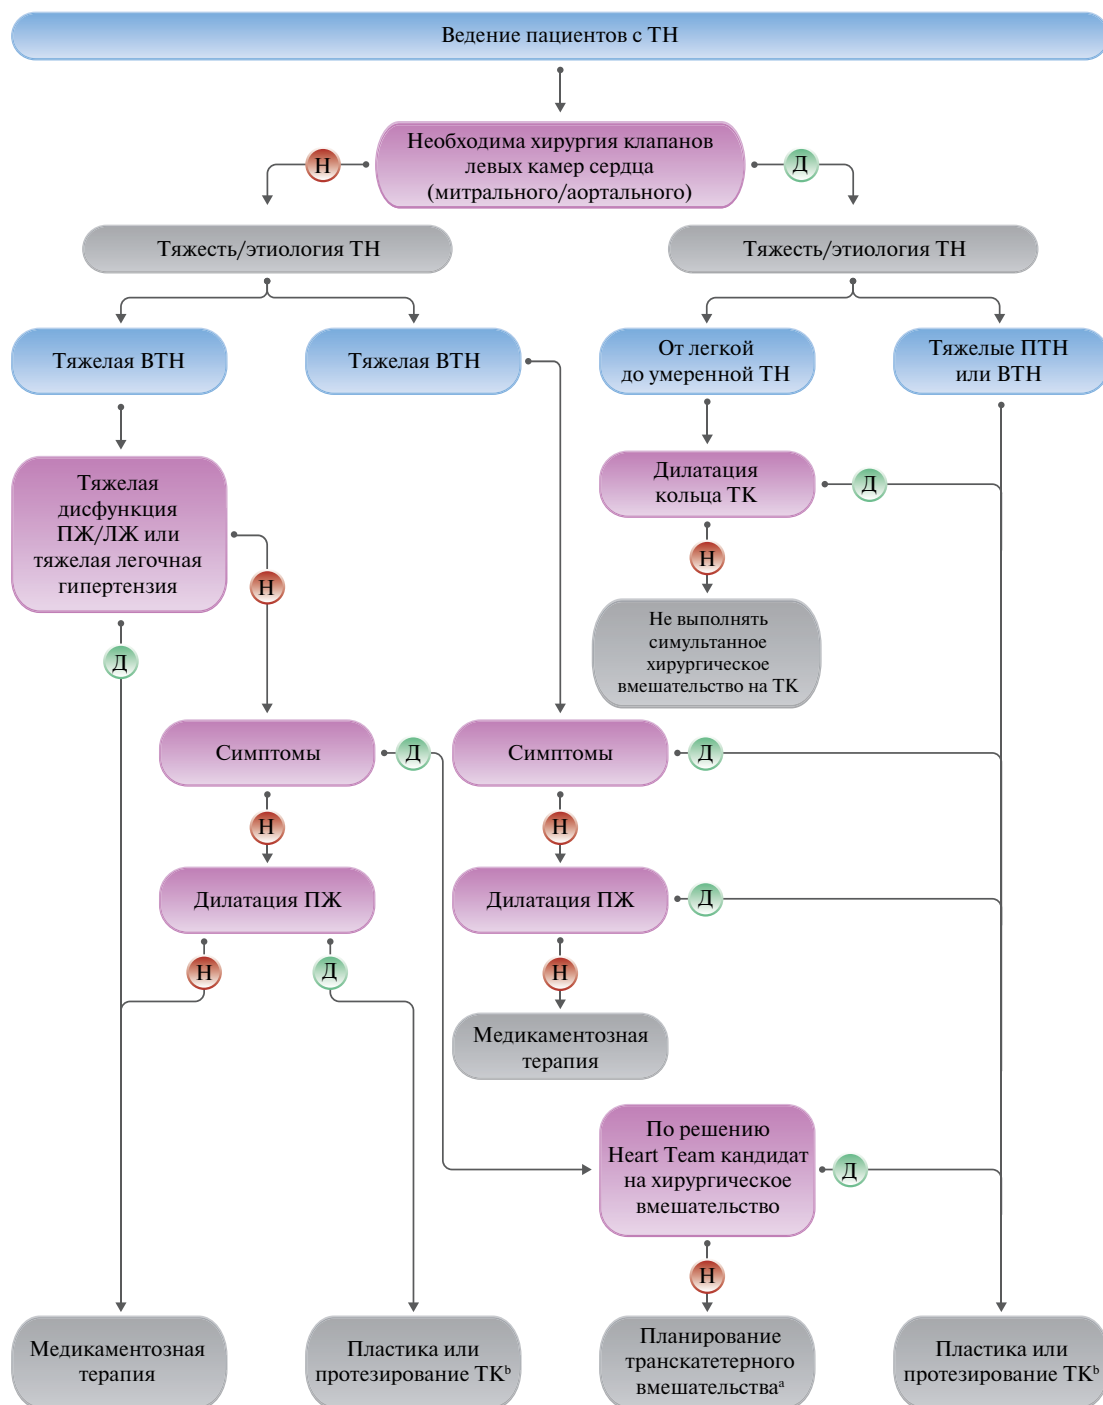 Ведение пациентов с ТН
Необходима хирургия клапанов
левых камер сердца
(митрального/аортального)
Н
Д
Тяжесть/этиология ТН
Тяжесть/этиология ТН
Тяжелая ВТН
Тяжелая ВТН
От легкой
до умеренной ТН
Тяжелые ПТН
или ВТН
Тяжелая
дисфункция
ПЖ/ЛЖ или
тяжелая легочная
гипертензия
Дилатация
кольца ТК
Д
Н
Н
Не выполнять
симультанное
хирургическое
вмешательство на ТК
Д
Симптомы
Д
Симптомы
Д
Н
Н
Дилатация ПЖ
Дилатация ПЖ
Д
Н
Д
Н
Медикаментозная
терапия
По решению
Heart Team кандидат
на хирургическое
вмешательство
Д
Н
Медикаментозная
терапия
Пластика или
протезирование ТКᵇ
Планирование
транскатетерного
вмешательстваᵃ
Пластика или
протезирование ТКᵇ